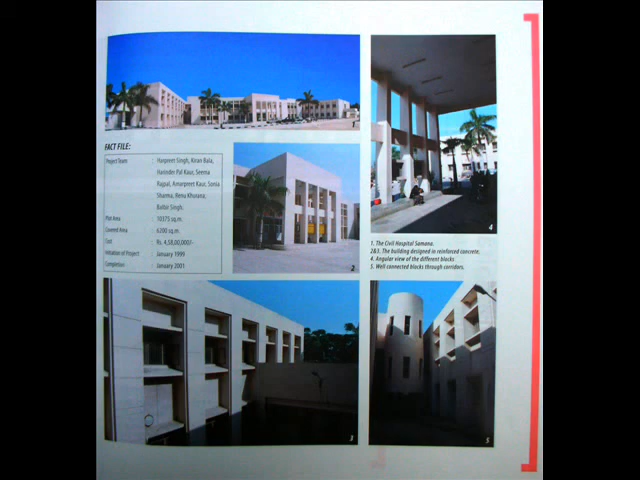 1
FACT FILE:
Project Team : Harpreet Singh, Kiran Bala,
Harinder Pal Kaur, Seema
Rajpal, Amarpreet Kaur, Sonia
Sharma, Renu Khurana,
Balbir Singh.
Plot Area : 10375 sq.m.
Covered Area : 6200 sq.m.
Cost : Rs. 4,58,00,000/-
Initiation of Project : January 1999
Completion : January 2001
2
4
1. The Civil Hospital Samana.
2&3. The building designed in reinforced concrete.
4. Angular view of the different blocks
5. Well connected blocks through corridors.
3
5